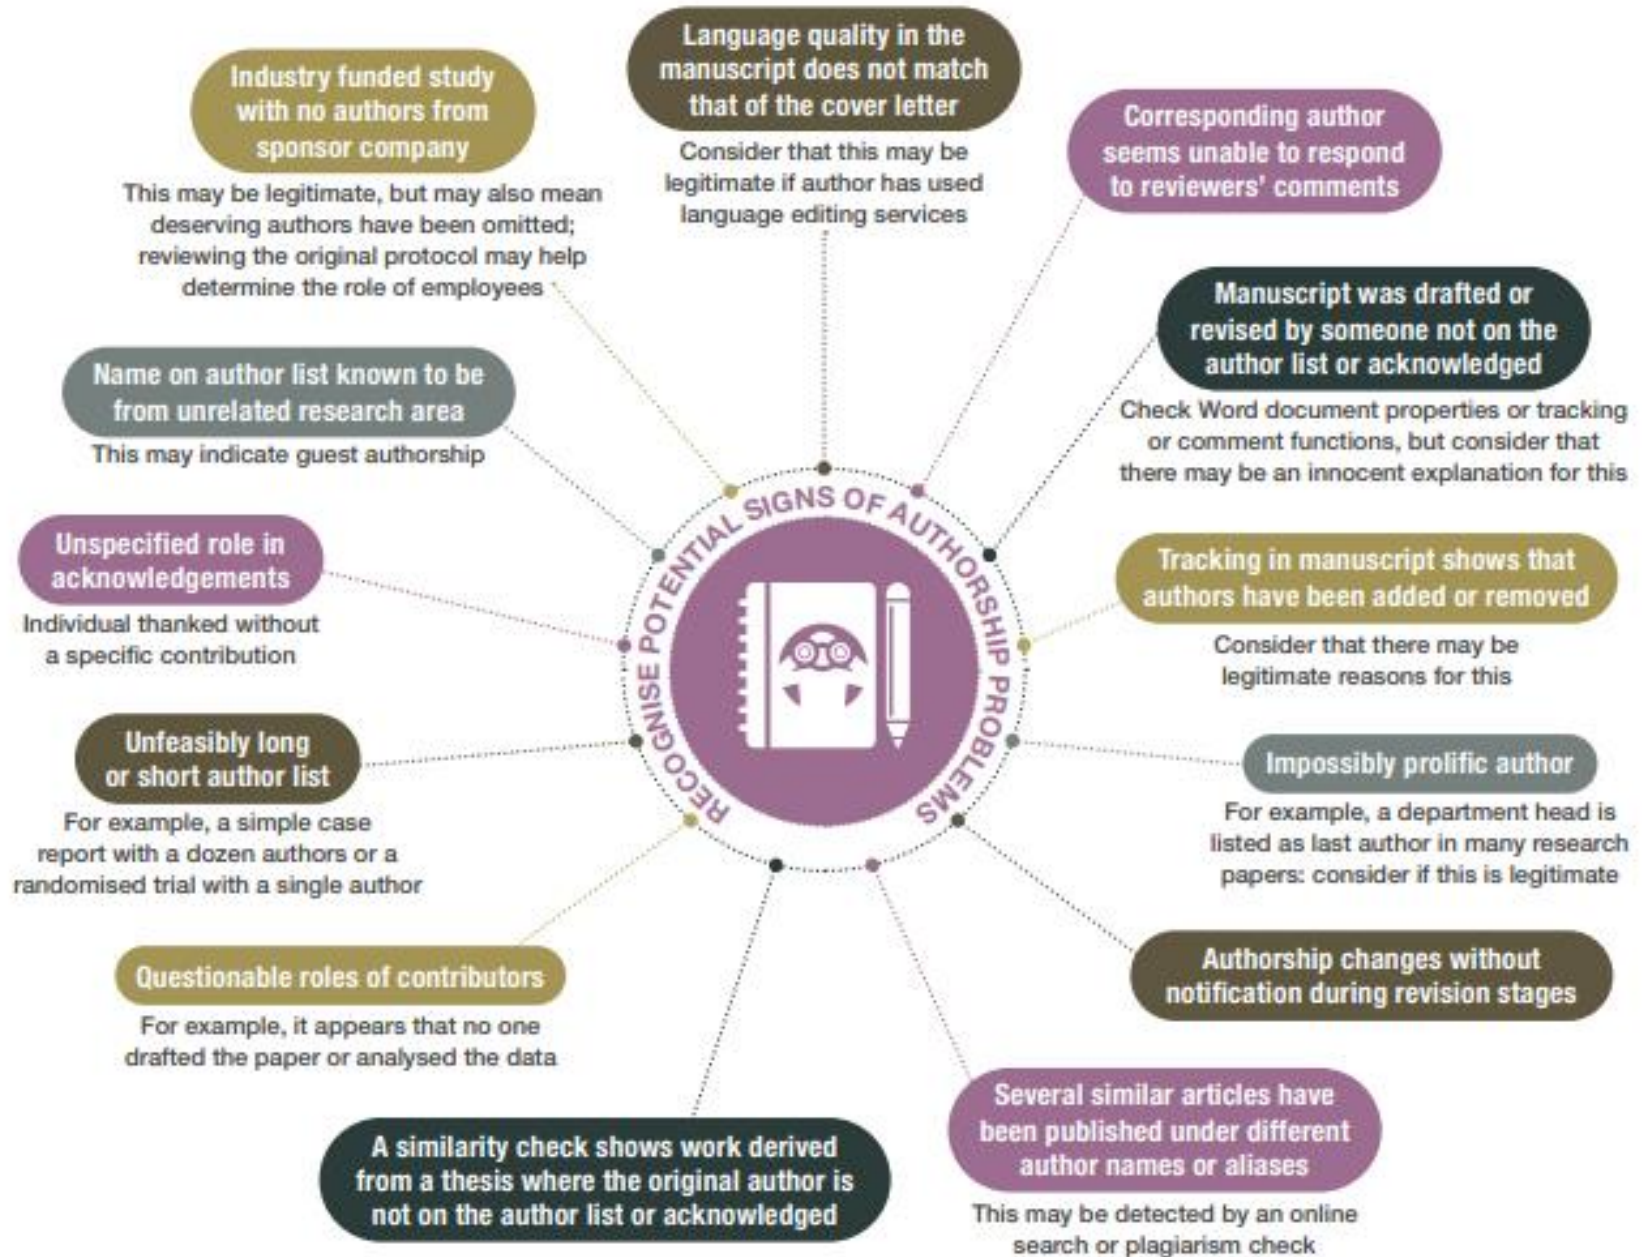 Language quality in the
manuscript does not match
that of the cover letter
Consider that this may be
legitimate if author has used
language editing services
Corresponding author
seems unable to respond
to reviewers' comments
Manuscript was drafted or
revised by someone not on the
author list or acknowledged
Check Word document properties or tracking
or comment functions, but consider that
there may be an innocent explanation for this
Tracking in manuscript shows that
authors have been added or removed
Consider that there may be
legitimate reasons for this
Impossibly prolific author
For example, a department head is
listed as last author in many research
papers: consider if this is legitimate
Authorship changes without
notification during revision stages
Several similar articles have
been published under different
author names or aliases
This may be detected by an online
search or plagiarism check
A similarity check shows work derived
from a thesis where the original author is
not on the author list or acknowledged
Questionable roles of contributors
For example, it appears that no one
drafted the paper or analysed the data
Unfeasibly long
or short author list
For example, a simple case
report with a dozen authors or a
randomised trial with a single author
Unspecified role in
acknowledgements
Individual thanked without
a specific contribution
Name on author list known to be
from unrelated research area
This may indicate guest authorship
Industry funded study
with no authors from
sponsor company
This may be legitimate, but may also mean
deserving authors have been omitted;
reviewing the original protocol may help
determine the role of employees
RECOGNISE POTENTIAL SIGNS OF AUTHORSHIP PROBLEMS